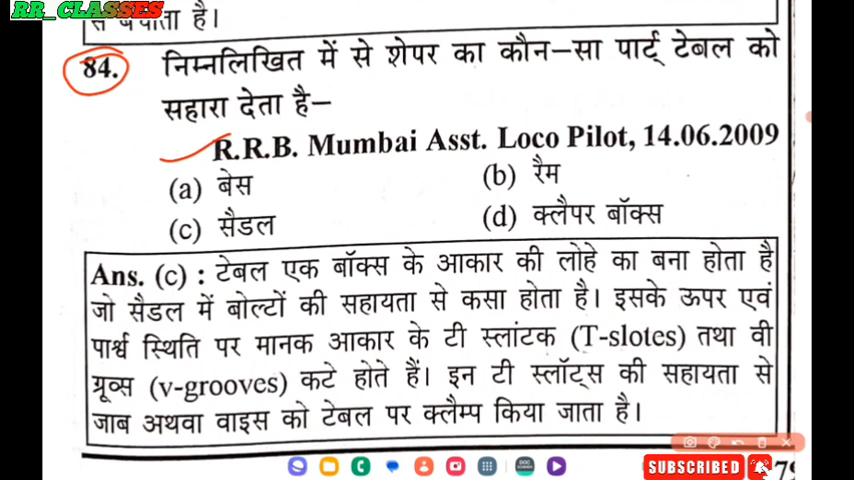 RR_CLASSES
से बचाता है।
84. निम्नलिखित में से शेपर का कौन-सा पार्ट् टेबल को
सहारा देता है-
R.R.B. Mumbai Asst. Loco Pilot, 14.06.2009
(a) बेस (b) रैम
(c) सैडल (d) क्लैपर बॉक्स
Ans. (c) : टेबल एक बॉक्स के आकार की लोहे का बना होता है
जो सैडल में बोल्टों की सहायता से कसा होता है। इसके ऊपर एवं
पार्श्व स्थिति पर मानक आकार के टी स्लांटक (T-slotes) तथा वी
ग्रूव्स (v-grooves) कटे होते हैं। इन टी स्लॉट्स की सहायता से
जाब अथवा वाइस को टेबल पर क्लैम्प किया जाता है।
SUBSCRIBED